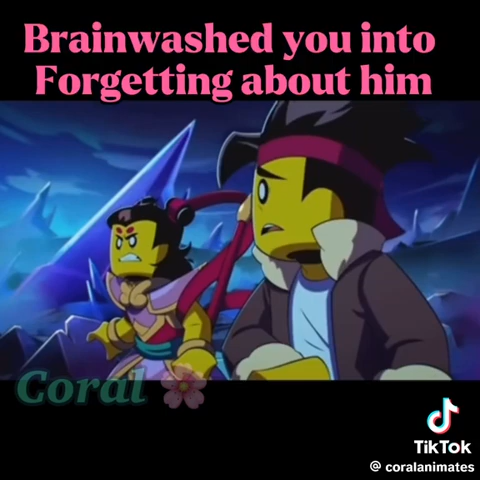 Brainwashed you into
Forgetting about him
Coral
TikTok
@ coralanimates